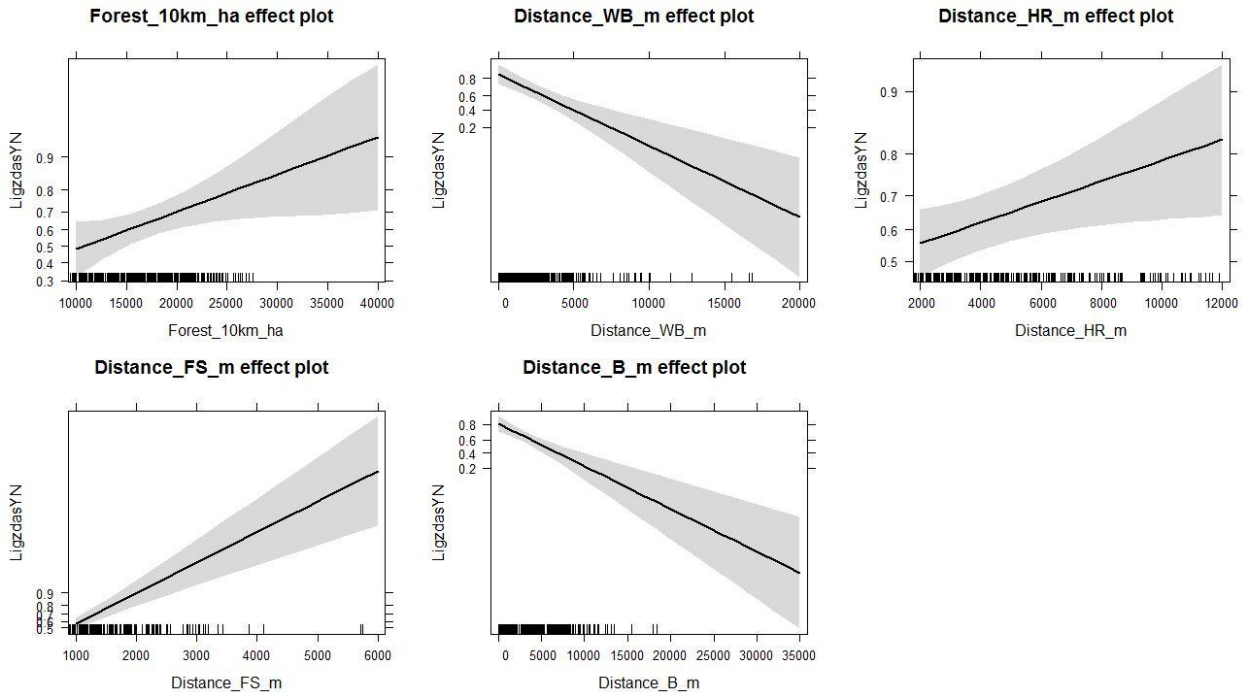 Forest_10km_ha effect plot
LigzdasYN
0.9
0.8
0.7
0.6
0.5
0.4
0.3
10000 15000 20000 25000 30000 35000 40000
Forest_10km_ha
Distance_WB_m effect plot
LigzdasYN
0.8
0.6
0.4
0.2
0 5000 10000 15000 20000
Distance_WB_m
Distance_HR_m effect plot
LigzdasYN
0.9
0.8
0.7
0.6
0.5
2000 4000 6000 8000 10000 12000
Distance_HR_m
Distance_FS_m effect plot
LigzdasYN
0.9
0.8
0.7
0.6
0.5
1000 2000 3000 4000 5000 6000
Distance_FS_m
Distance_B_m effect plot
LigzdasYN
0.8
0.6
0.4
0.2
0 5000 10000 15000 20000 25000 30000 35000
Distance_B_m